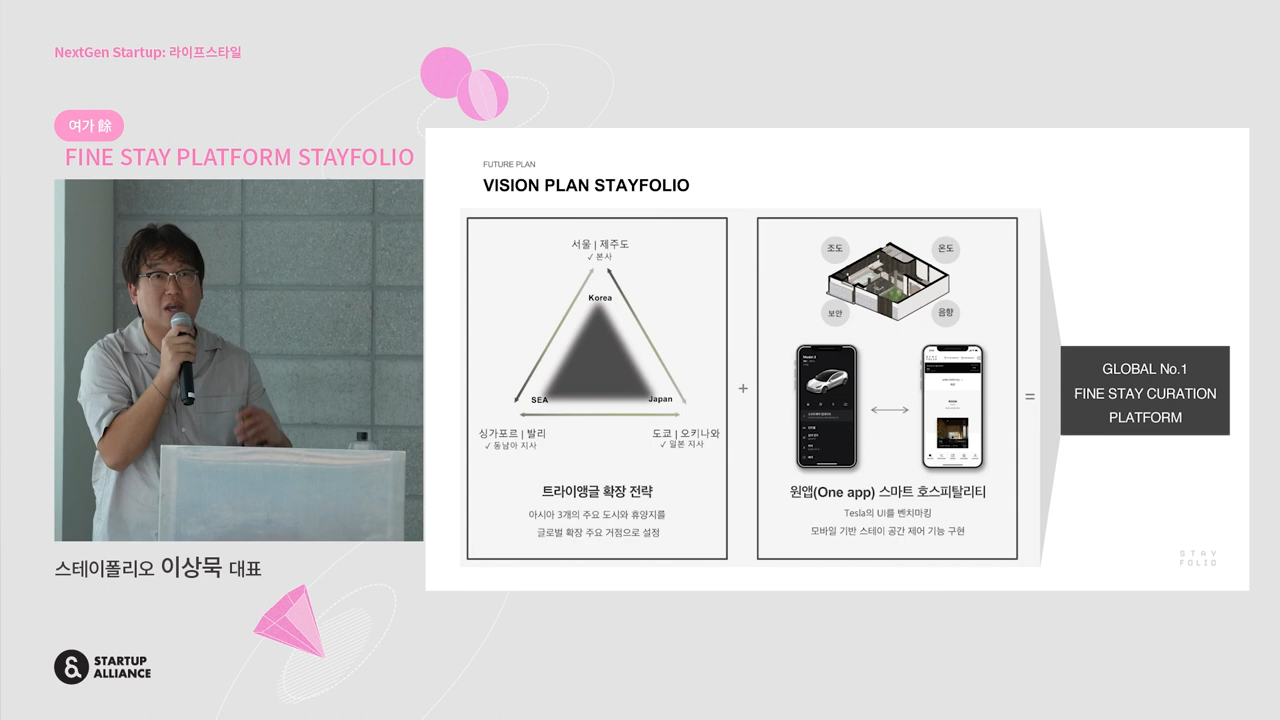 NextGen Startup: 라이프스타일
여가 餘
FINE STAY PLATFORM STAYFOLIO
스테이폴리오 이상묵 대표
STARTUP
ALLIANCE
FUTURE PLAN
VISION PLAN STAYFOLIO
서울 | 제주도
✓ 본사
Korea
SEA
Japan
싱가포르 | 발리
✓ 동남아 지사
도쿄 | 오키나와
✓ 일본 지사
트라이앵글 확장 전략
아시아 3개의 주요 도시와 휴양지를
글로벌 확장 주요 거점으로 설정
+
조도
온도
보안
음향
원앱(One app) 스마트 호스피탈리티
Tesla의 UI를 벤치마킹
모바일 기반 스테이 공간 제어 기능 구현
=
GLOBAL No.1
FINE STAY CURATION
PLATFORM
STAY
FOLIO